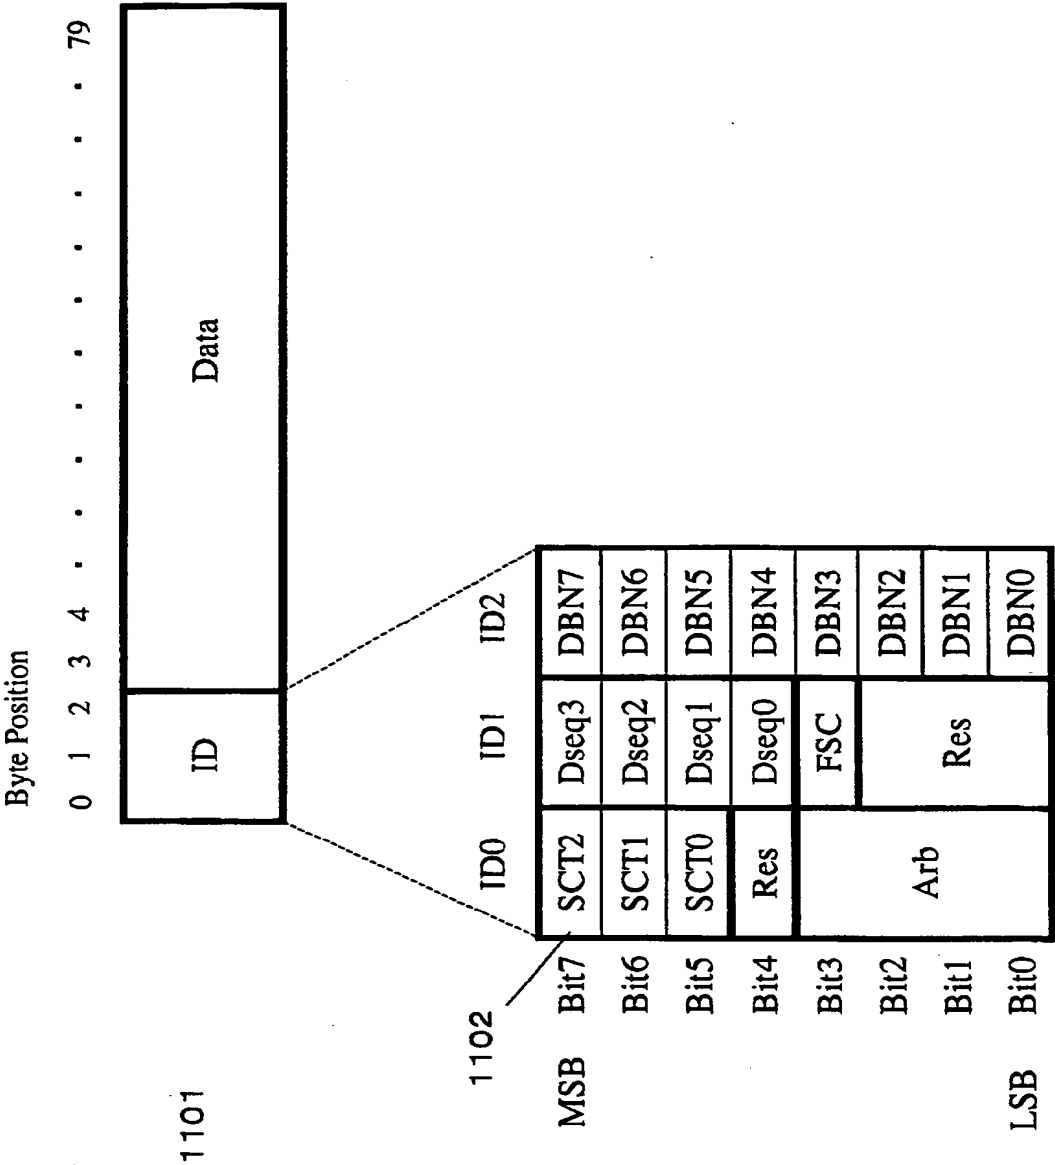 Byte Position
0 1 2 3 4 . . . . . . . . . . 79
1101
ID Data
ID0 ID1 ID2
1102
MSB Bit7 SCT2 Dseq3 DBN7
Bit6 SCT1 Dseq2 DBN6
Bit5 SCT0 Dseq1 DBN5
Bit4 Res Dseq0 DBN4
Bit3 Arb FSC DBN3
Bit2 Res DBN2
Bit1 DBN1
LSB Bit0 DBN0